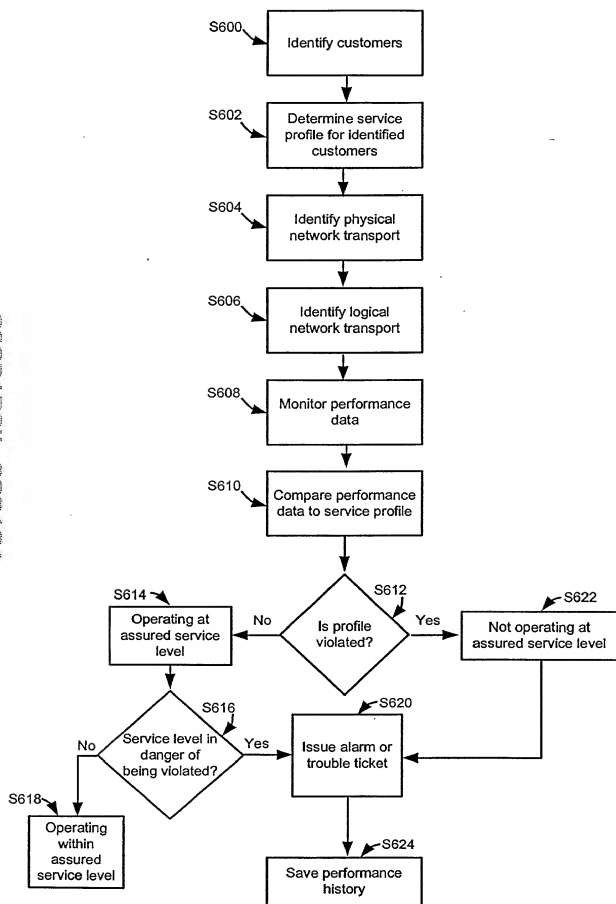 S600
Identify customers
S602
Determine service
profile for identified
customers
S604
Identify physical
network transport
S606
Identify logical
network transport
S608
Monitor performance
data
S610
Compare performance
data to service profile
S612
Is profile
violated?
No
Yes
S614
Operating at
assured service
level
S622
Not operating at
assured service level
S616
Service level in
danger of
being violated?
No
Yes
S620
Issue alarm or
trouble ticket
S618
Operating
within
assured
service level
S624
Save performance
history